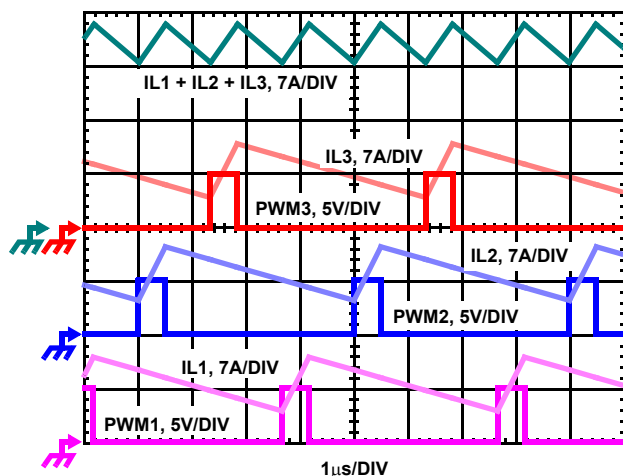 IL1 + IL2 + IL3, 7A/DIV
IL3, 7A/DIV
PWM3, 5V/DIV
IL2, 7A/DIV
PWM2, 5V/DIV
IL1, 7A/DIV
PWM1, 5V/DIV
1μs/DIV